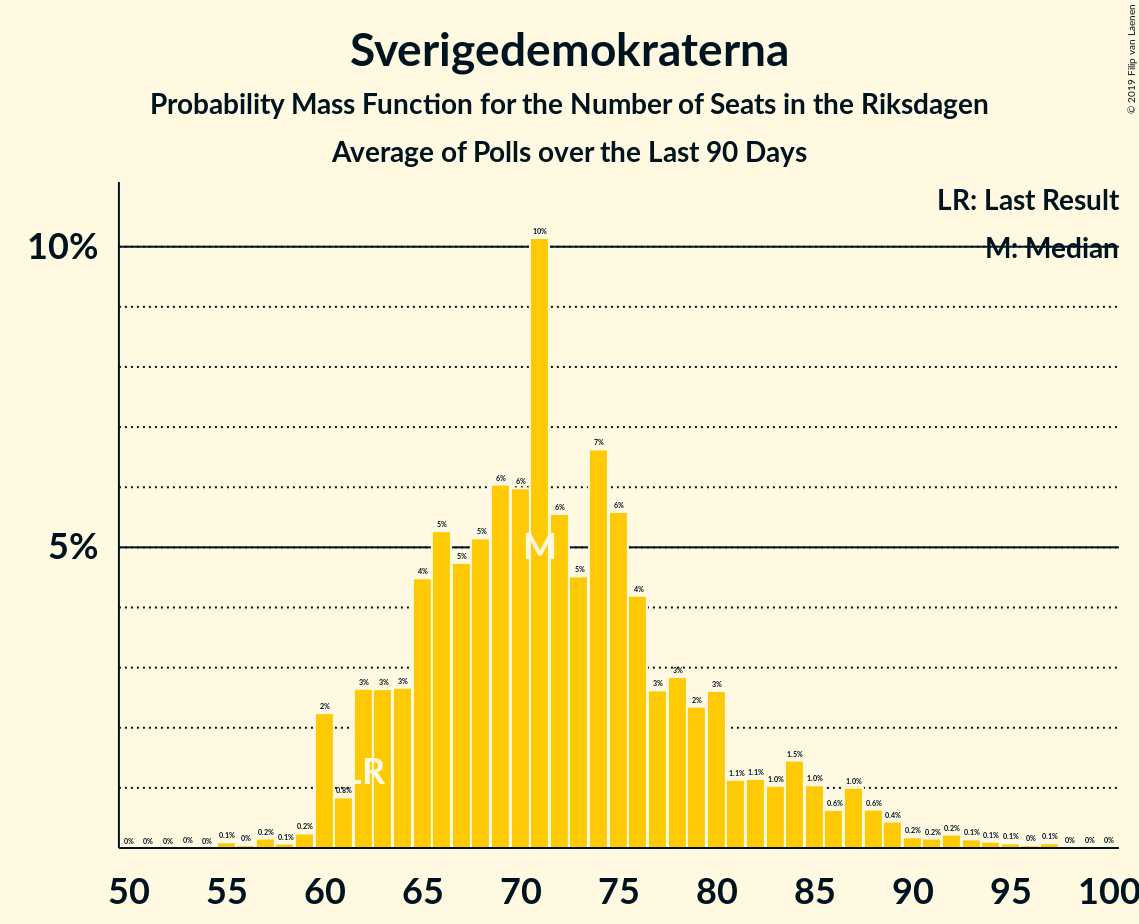 Sverigedemokraterna
Probability Mass Function for the Number of Seats in the Riksdagen
Average of Polls over the Last 90 Days
© 2019 Filip van Laenen
LR: Last Result
M: Median
10%
5%
0% 0% 0% 0% 0% 0.1% 0% 0.2% 0.1% 0.2% 2% 0.8% 3% 3% 3% 4% 5% 5% 5% 6% 6% 10% 6% 5% 7% 6% 4% 3% 3% 2% 3% 1.1% 1.1% 1.0% 1.5% 1.0% 0.6% 1.0% 0.6% 0.4% 0.2% 0.2% 0.2% 0.1% 0.1% 0.1% 0% 0.1% 0% 0% 0%
M
LR
50 55 60 65 70 75 80 85 90 95 100